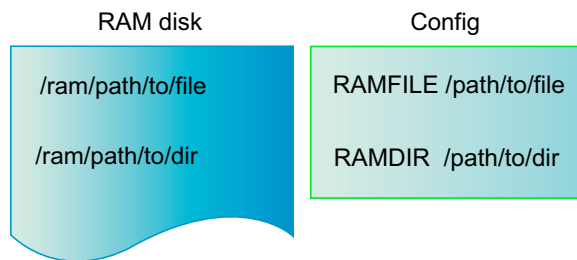 RAM disk
/ram/path/to/file
/ram/path/to/dir
Config
RAMFILE /path/to/file
RAMDIR /path/to/dir